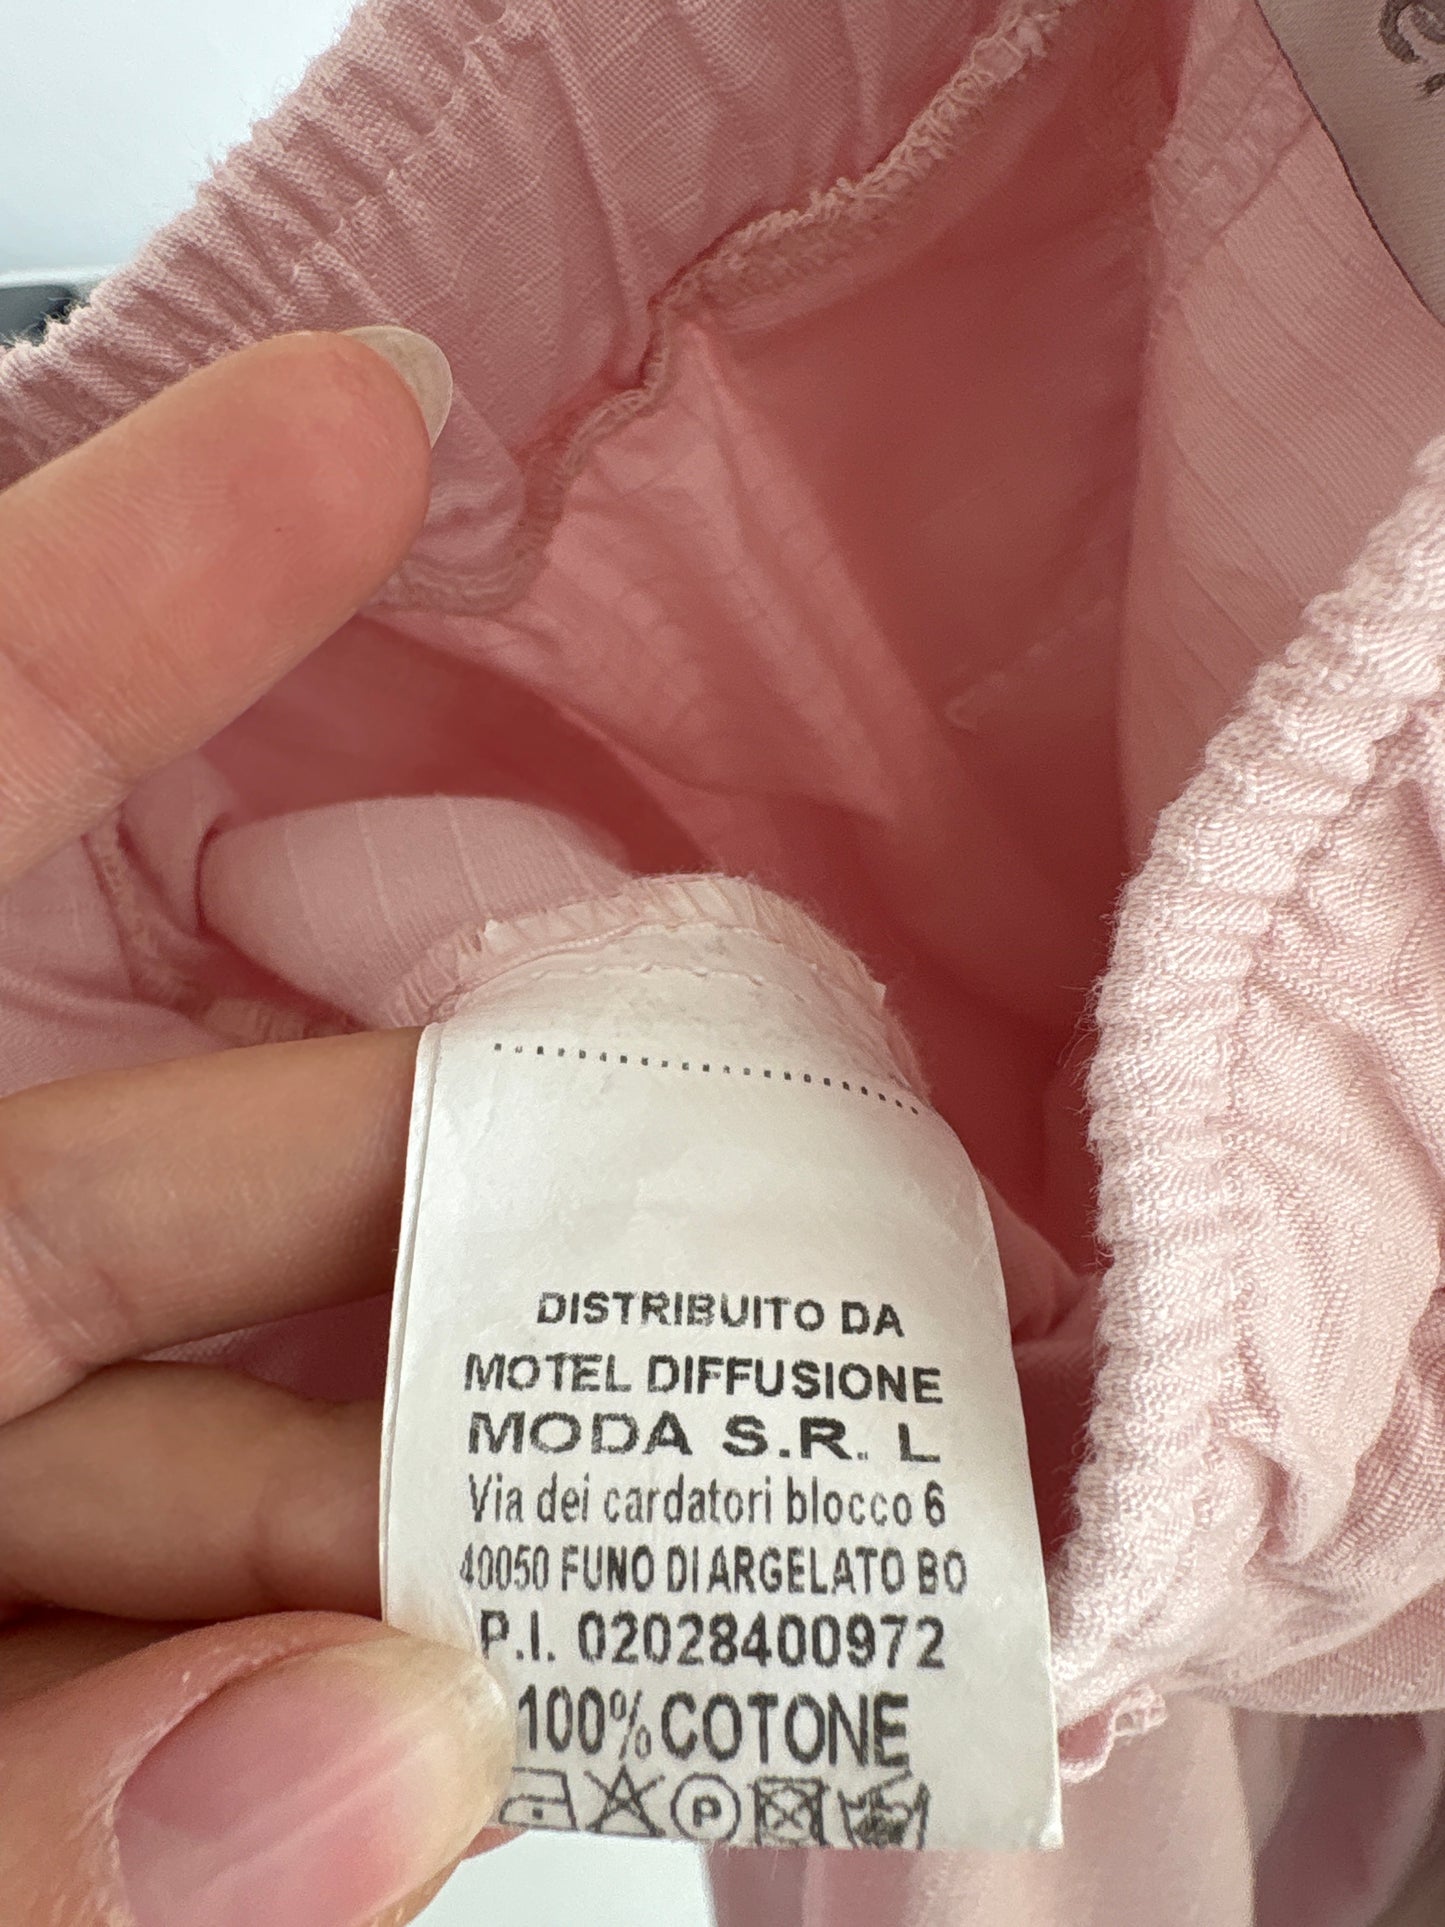 DISTRIBUITO DA
MOTEL DIFFUSIONE
MODA S.R. L
Via dei cardatori blocco 6
40050 FUNO DI ARGELATO BO
P.I. 02028400972
100% COTONE
P